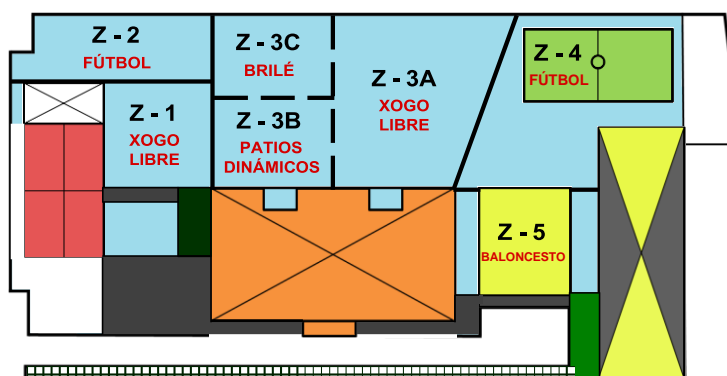 Z - 2
FÚTBOL
Z - 3C
BRILÉ
Z - 3A
XOGO
LIBRE
Z - 4
FÚTBOL
Z - 1
XOGO
LIBRE
Z - 3B
PATIOS
DINÁMICOS
Z - 5
BALONCESTO